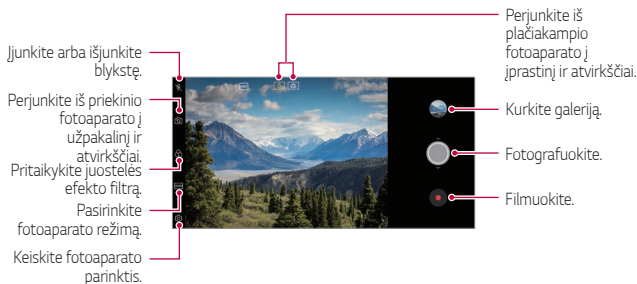 Įjunkite arba išjunkite
blykstę.
Perjunkite iš priekinio
fotoaparato į
užpakalinį ir
atvirkščiai.
Pritaikykite juostelės
efekto filtrą.
Pasirinkite
fotoaparato režimą.
Keiskite fotoaparato
parinktis.
Perjunkite iš
plačiakampio
fotoaparato į
įprastinį ir atvirkščiai.
Kurkite galeriją.
Fotografuokite.
Filmuokite.